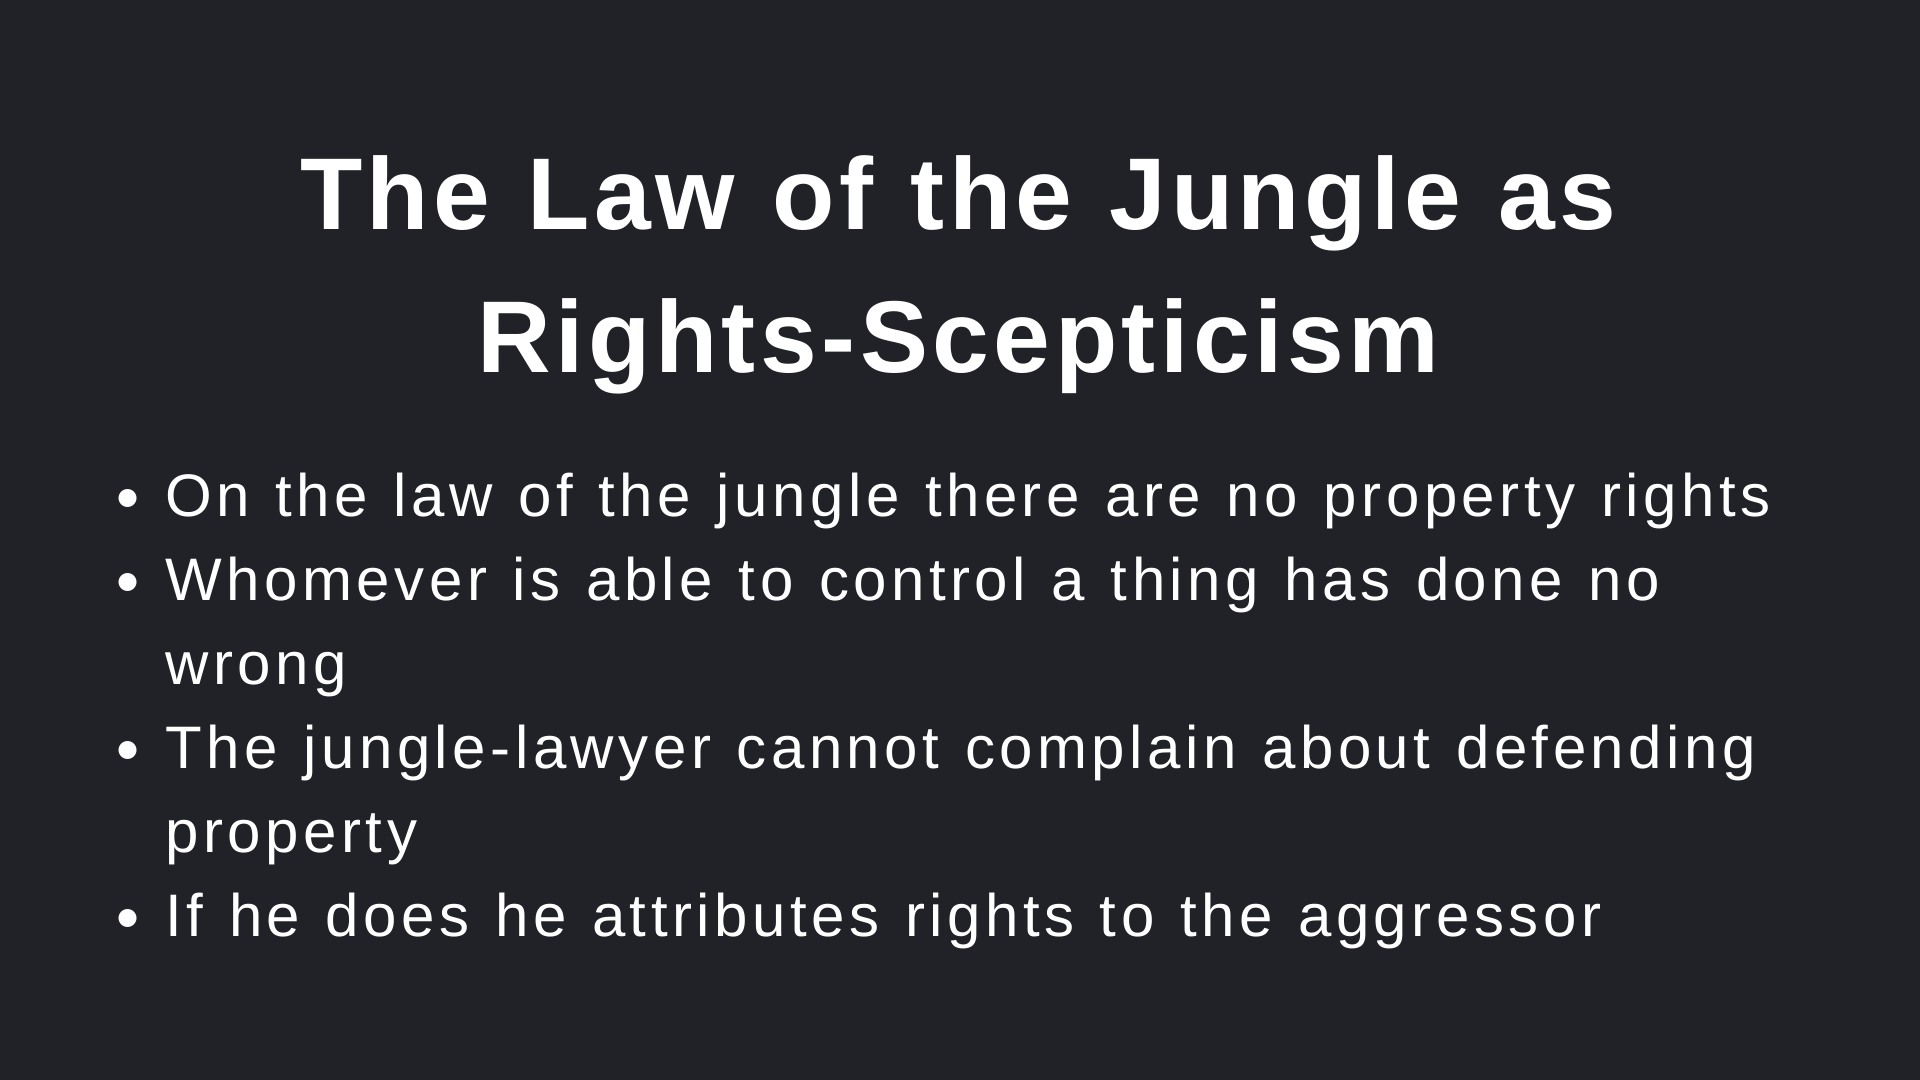 The Law of the Jungle as
Rights-Scepticism
• On the law of the jungle there are no property rights
• Whomever is able to control a thing has done no
wrong
• The jungle-lawyer cannot complain about defending
property
• If he does he attributes rights to the aggressor